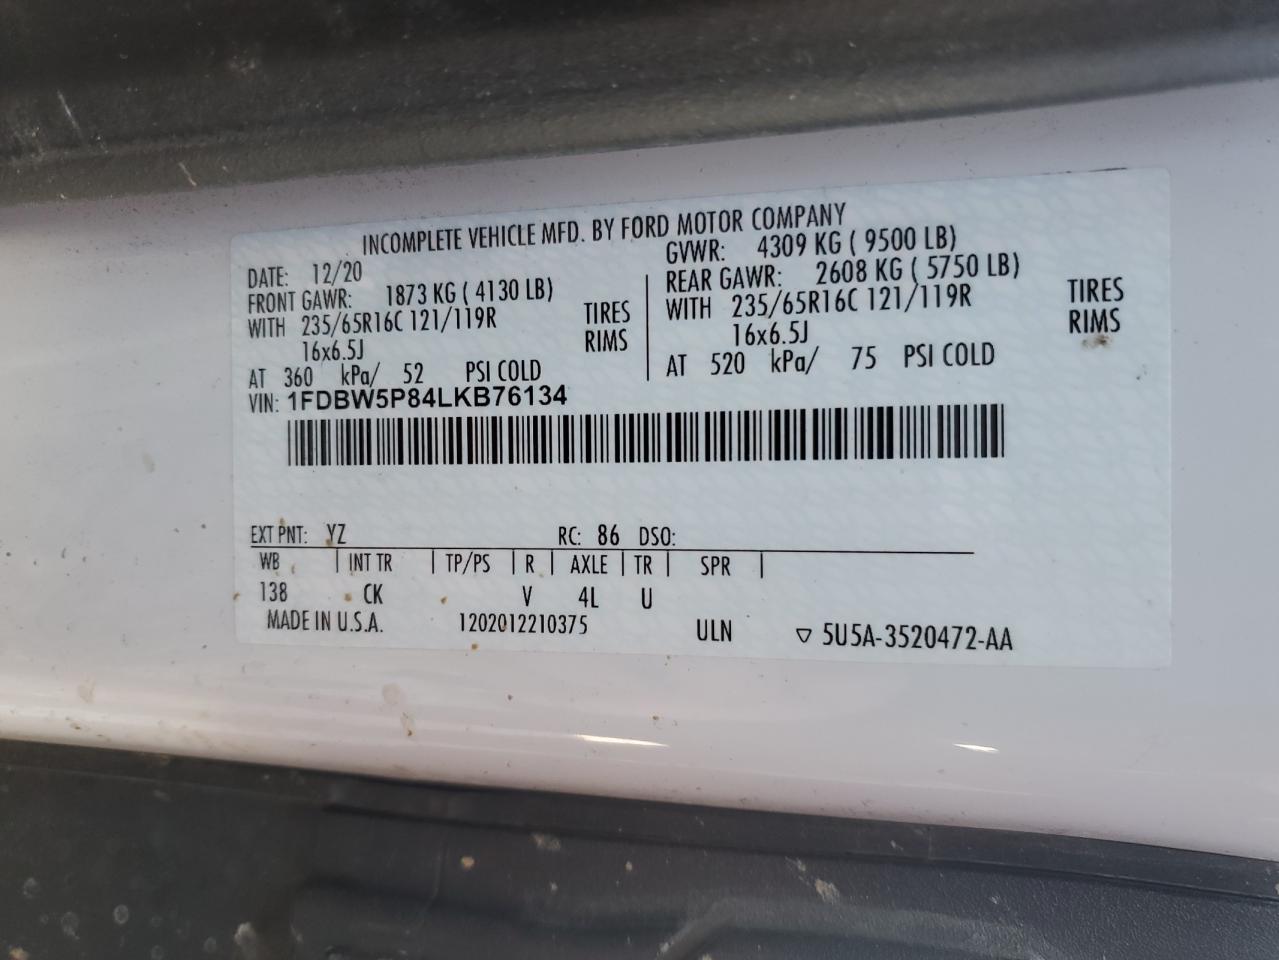 INCOMPLETE VEHICLE MFD. BY FORD MOTOR COMPANY
DATE: 12/20
FRONT GAWR: 1873 KG ( 4130 LB)
WITH 235/65R16C 121/119R TIRES
16x6.5J RIMS
AT 360 kPa/ 52 PSI COLD
GVWR: 4309 KG ( 9500 LB)
REAR GAWR: 2608 KG ( 5750 LB)
WITH 235/65R16C 121/119R TIRES
16x6.5J RIMS
AT 520 kPa/ 75 PSI COLD
VIN: 1FDBW5P84LKB76134
EXT PNT: YZ RC: 86 DSO:
WB | INT TR | TP/PS | R | AXLE | TR | SPR |
138 CK V 4L U
MADE IN U.S.A. 1202012210375 ULN ▽ 5U5A-3520472-AA